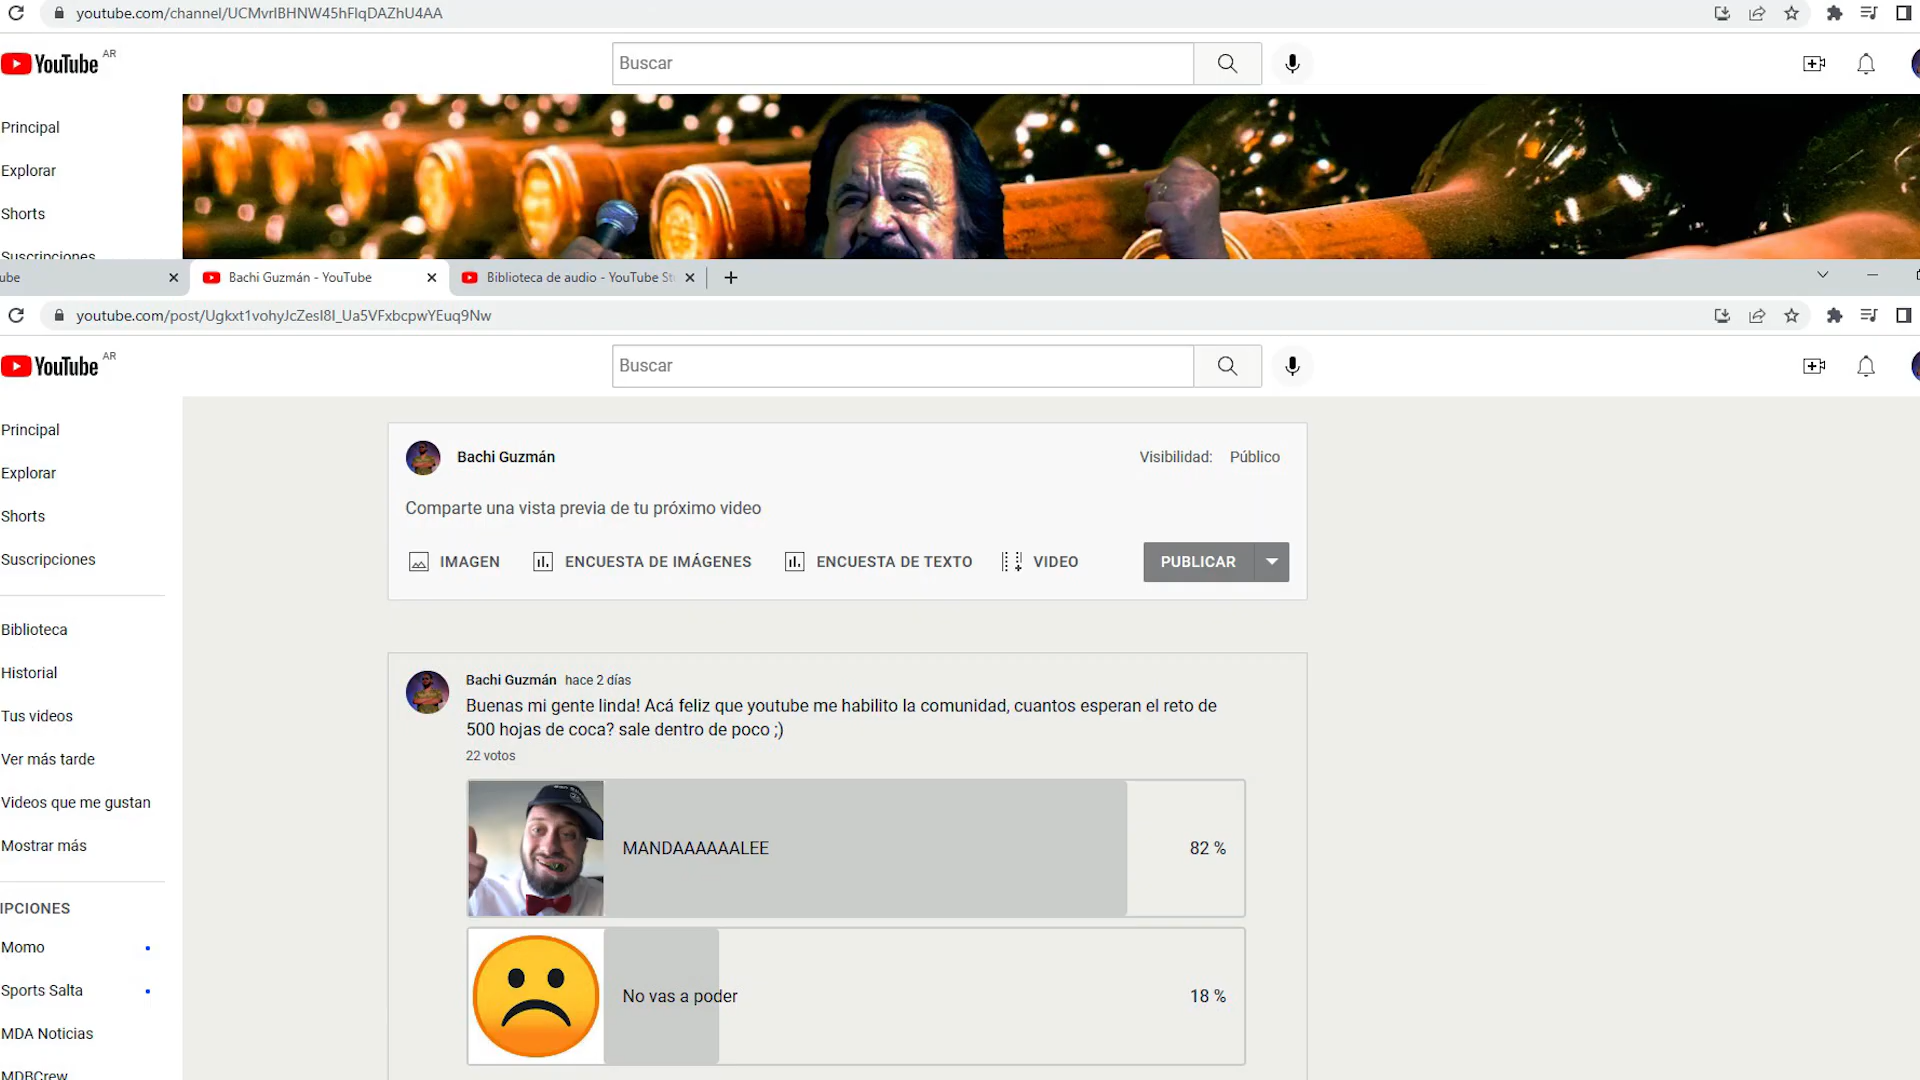 youtube.com/channel/UCMvrIBHNW45hFlqDAZhU4AA
YouTube AR
Buscar
Principal
Explorar
Shorts
Suscripciones
ube
Bachi Guzmán - YouTube
Biblioteca de audio - YouTube St
youtube.com/post/Ugkxt1vohyJcZesI8I_Ua5VFxbcpwYEuq9Nw
YouTube AR
Buscar
Principal
Explorar
Shorts
Suscripciones
Biblioteca
Historial
Tus videos
Ver más tarde
Videos que me gustan
Mostrar más
IPCIONES
Momo
Sports Salta
MDA Noticias
MDBCrew
Bachi Guzmán
Visibilidad: Público
Comparte una vista previa de tu próximo video
IMAGEN ENCUESTA DE IMÁGENES ENCUESTA DE TEXTO VIDEO PUBLICAR
Bachi Guzmán hace 2 días
Buenas mi gente linda! Acá feliz que youtube me habilito la comunidad, cuantos esperan el reto de
500 hojas de coca? sale dentro de poco ;)
22 votos
MANDAAAAAALEE 82 %
No vas a poder 18 %